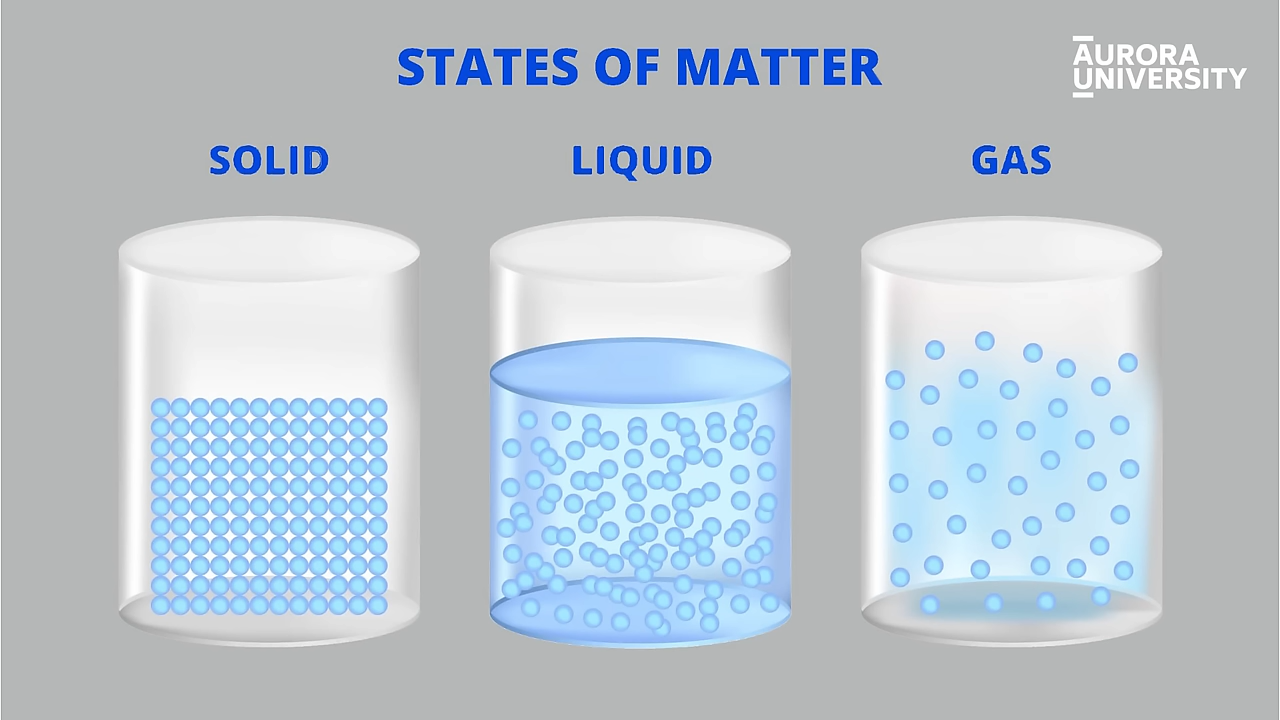 STATES OF MATTER
AURORA
UNIVERSITY
SOLID
LIQUID
GAS